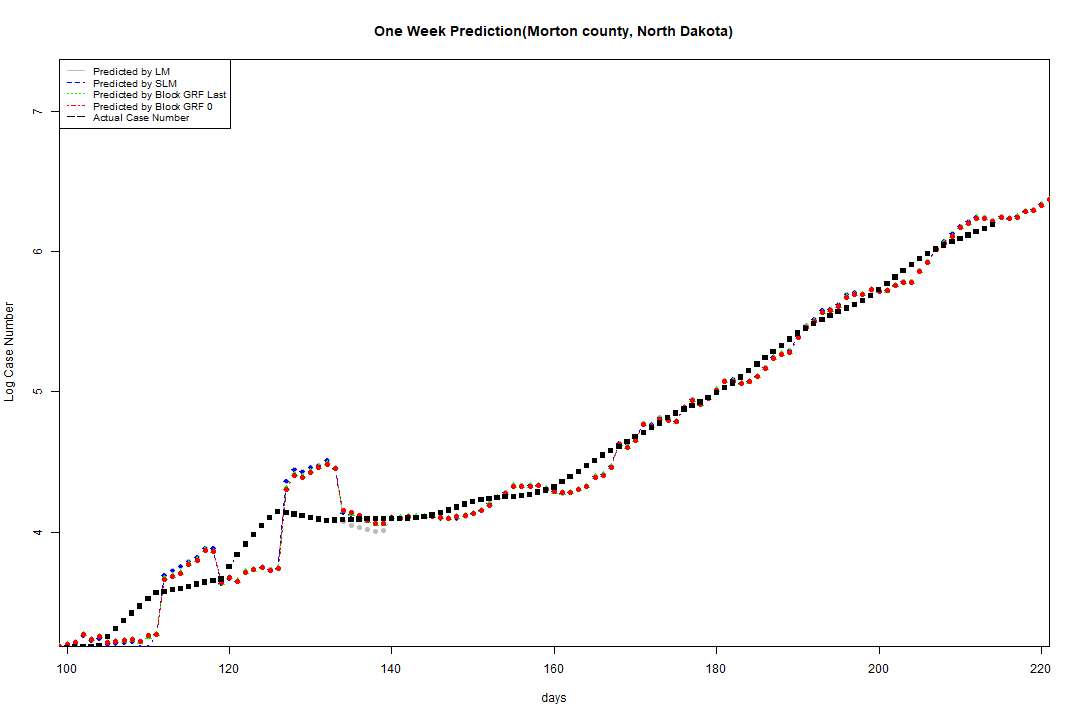 One Week Prediction(Morton county, North Dakota)
Predicted by LM
Predicted by SLM
Predicted by Block GRF Last
Predicted by Block GRF 0
Actual Case Number
7
6
5
4
Log Case Number
100 120 140 160 180 200 220
days